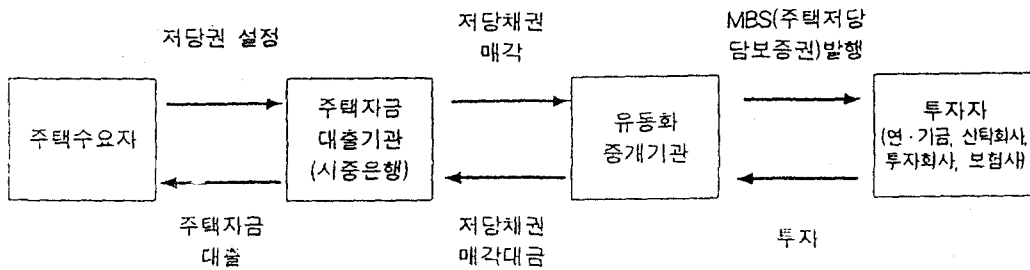 저당권 설정
저당채권
매각
MBS(주택저당
담보증권)발행
주택수요자
주택자금
대출기관
(시중은행)
유동화
중개기관
투자자
(연·기금, 신탁회사,
투자회사, 보험사)
주택자금
대출
저당채권
매각대금
투자